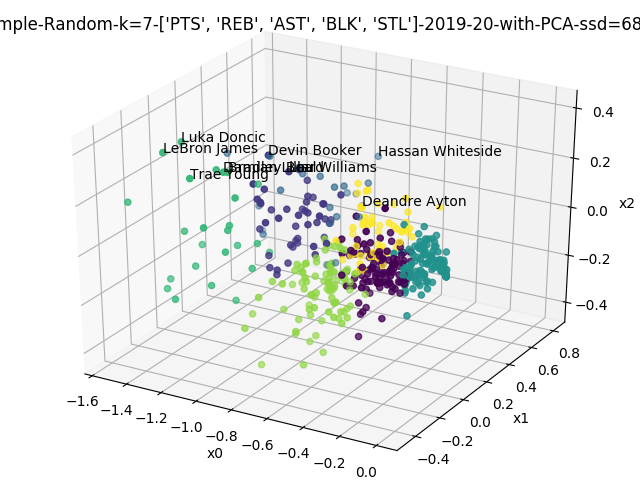 mple-Random-k=7-['PTS', 'REB', 'AST', 'BLK', 'STL']-2019-20-with-PCA-ssd=68
Luka Doncic
LeBron James
Devin Booker
Hassan Whiteside
Trae Young
Williams
Deandre Ayton
0.4
0.2
0.0
−0.2
−0.4
x2
−1.6
−1.4
−1.2
−1.0
−0.8
−0.6
−0.4
−0.2
0.0
x0
−0.4
−0.2
0.0
0.2
0.4
0.6
0.8
x1